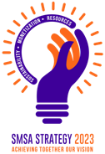 SUSTAINABILITY • MONETIZATION • RESOURCES
SMSA STRATEGY 2023
ACHIEVING TOGETHER OUR VISION